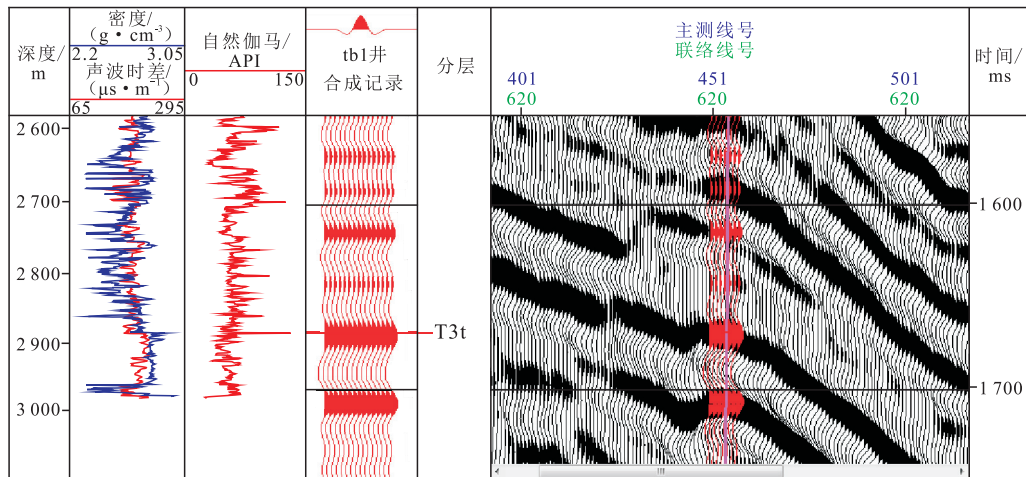 深度/
m
密度/
(g·cm⁻³)
2.2 3.05
声波时差/
(μs·m⁻¹)
65 295
自然伽马/
API
0 150
tb1井
合成记录
分层
主测线号
联络线号
401 451 501
620 620 620
时间/
ms
2 600
2 700
2 800
2 900
3 000
T3t
1 600
1 700